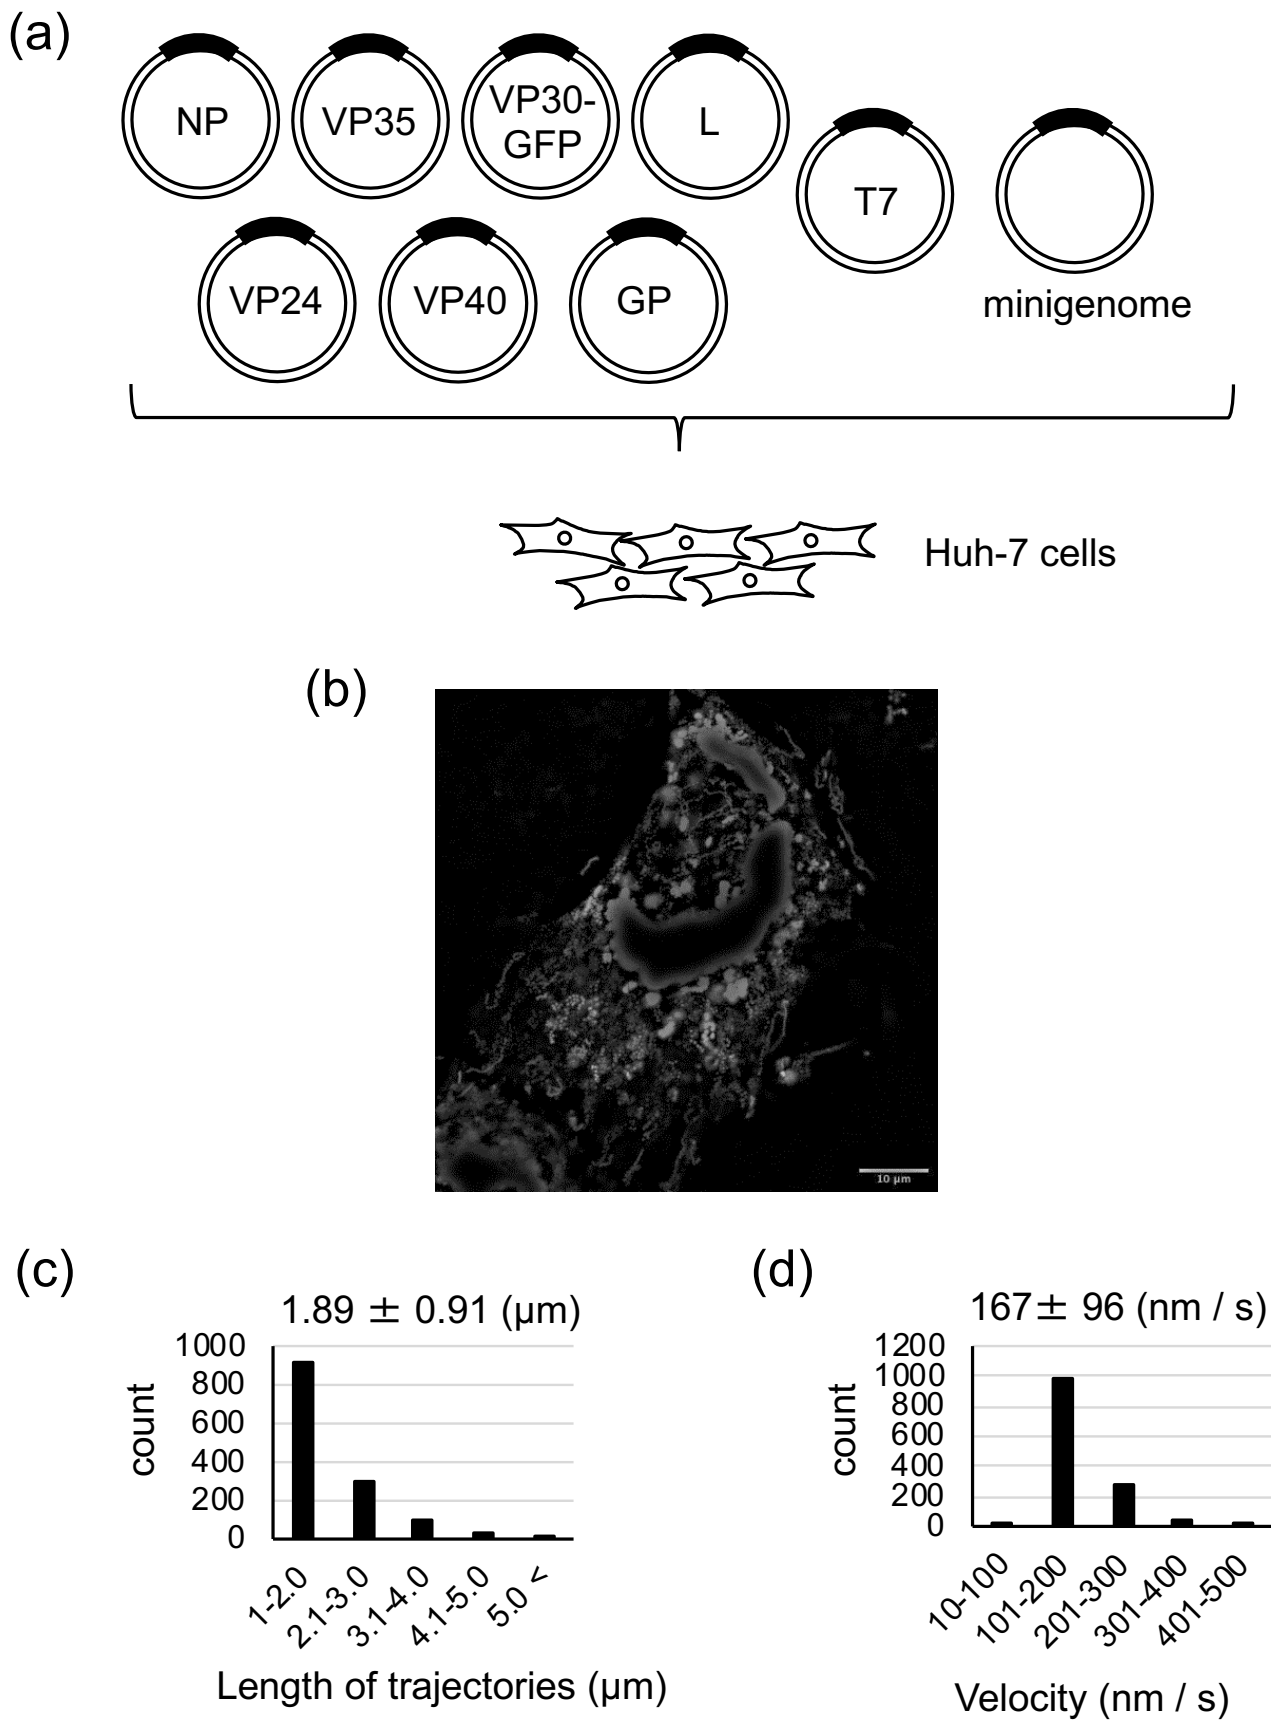 (a)
NP
VP35
VP30-
GFP
L
T7
VP24
VP40
GP
minigenome
Huh-7 cells
(b)
10 µm
(c)
1.89 ± 0.91 (µm)
1000
800
600
400
200
0
count
1-2.0
2.1-3.0
3.1-4.0
4.1-5.0
5.0 <
Length of trajectories (µm)
(d)
167± 96 (nm / s)
1200
1000
800
600
400
200
0
count
10-100
101-200
201-300
301-400
401-500
Velocity (nm / s)